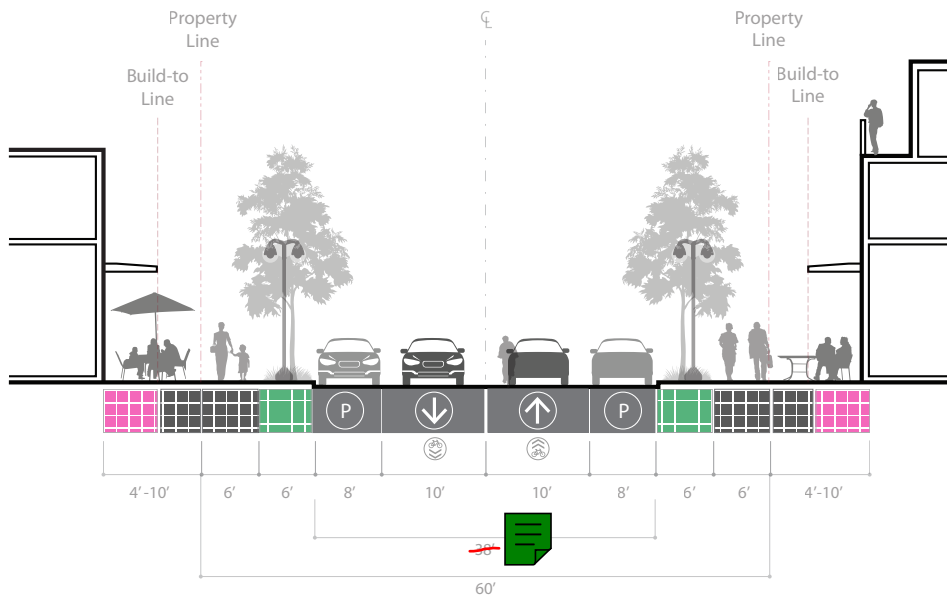 Property
Line
Build-to
Line
℄
Property
Line
Build-to
Line
P
P
4’-10’
6’
6’
8’
10’
10’
8’
6’
6’
4’-10’
38’
60’